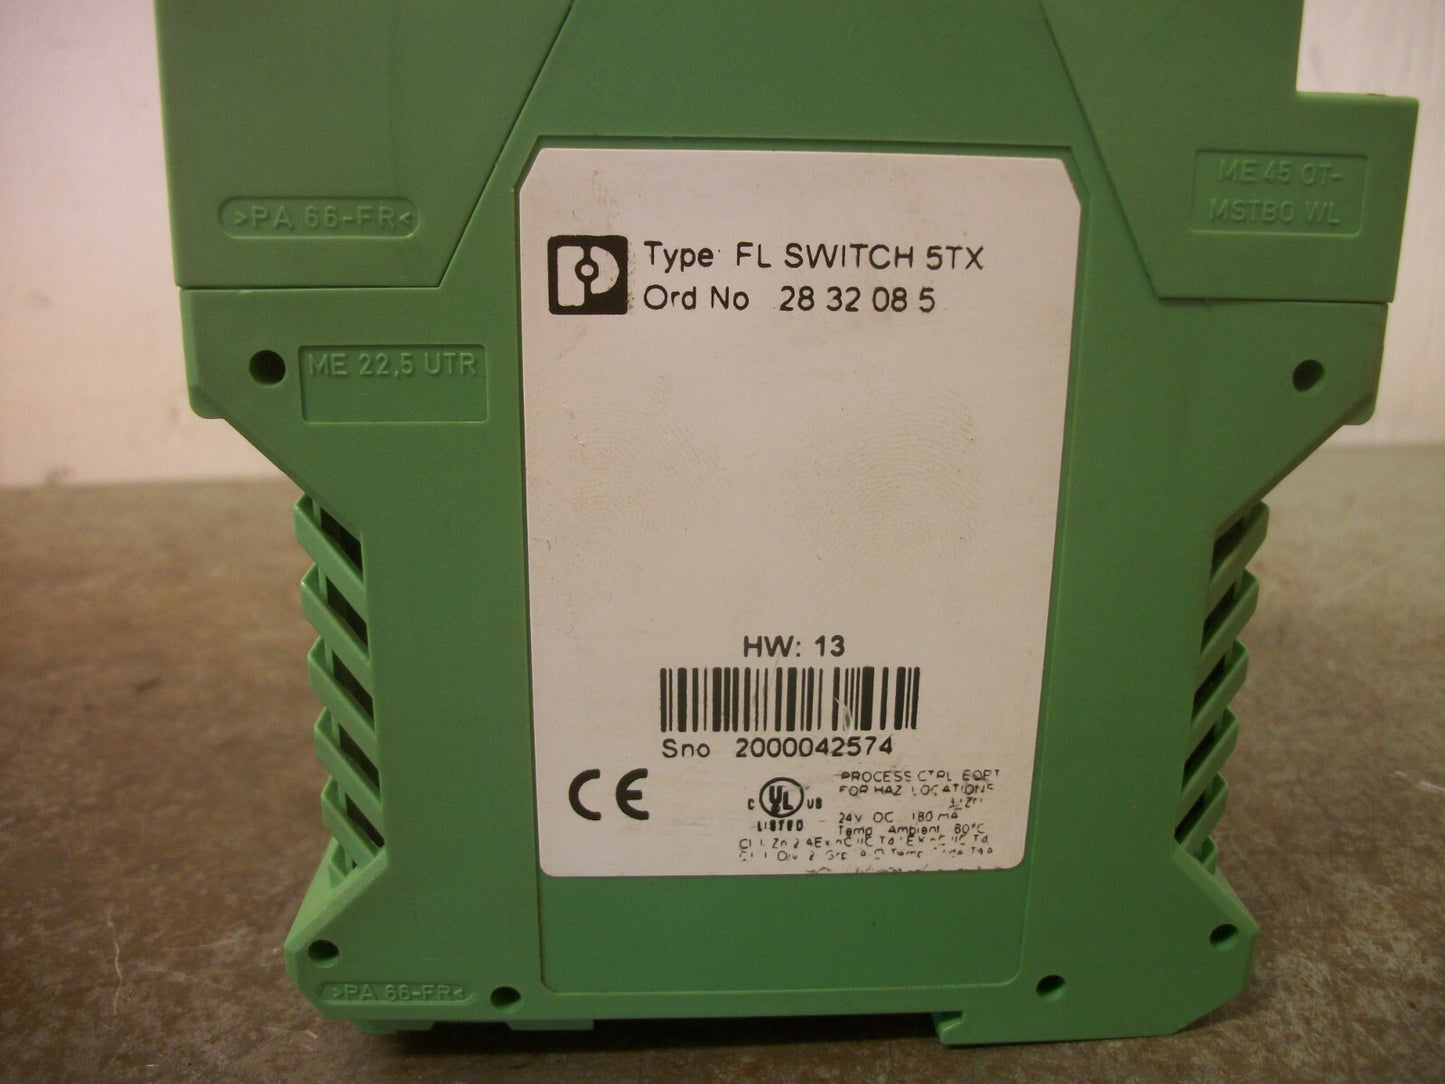 ME 45 OT-
MSTBO WL
>PA 66-FR<
Type FL SWITCH 5TX
Ord No 28 32 08 5
ME 22,5 UTR
HW: 13
Sno 2000042574
CE
C UL US
LISTED
PROCESS CTRL EQPT
FOR HAZ LOCATIONS
24V DC 180 mA
Temp Ambient 60°C
>PA 66-FR<